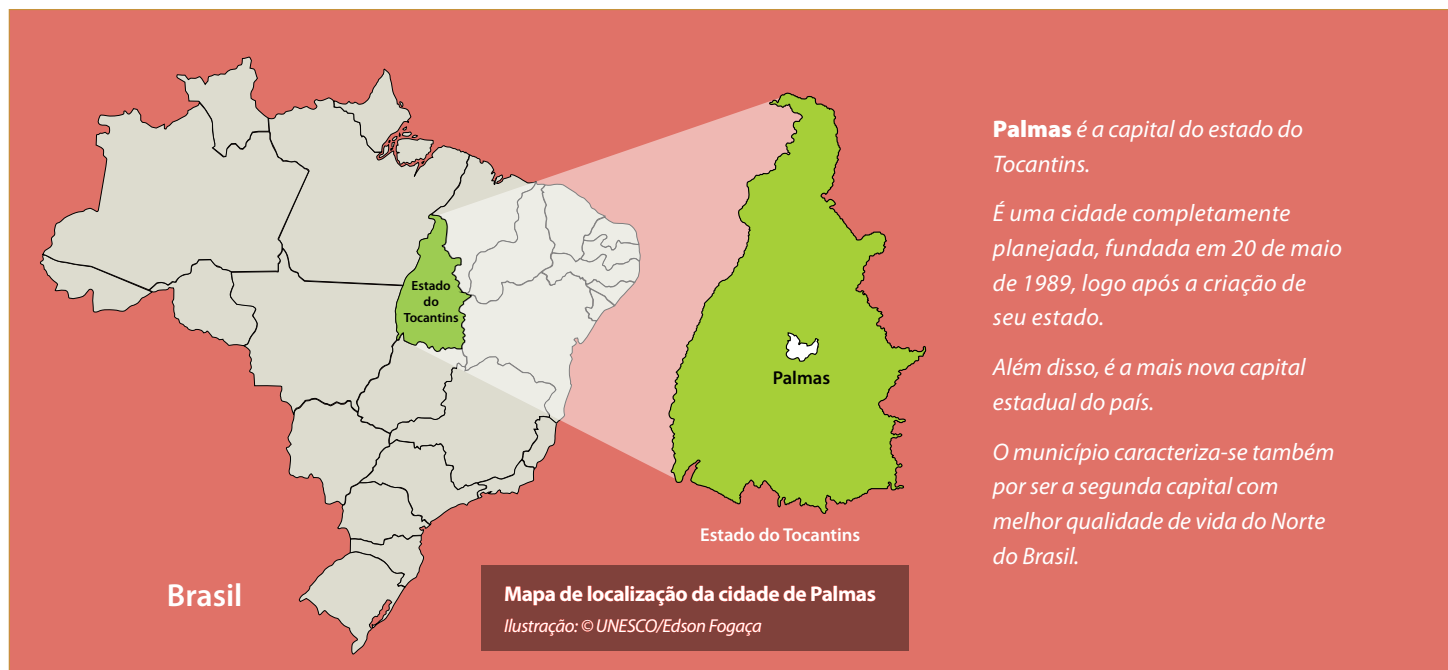 Estado
do
Tocantins
Palmas
Estado do Tocantins
Brasil
Mapa de localização da cidade de Palmas
Ilustração: © UNESCO/Edson Fogaça
Palmas é a capital do estado do
Tocantins.
É uma cidade completamente
planejada, fundada em 20 de maio
de 1989, logo após a criação de
seu estado.
Além disso, é a mais nova capital
estadual do país.
O município caracteriza-se também
por ser a segunda capital com
melhor qualidade de vida do Norte
do Brasil.